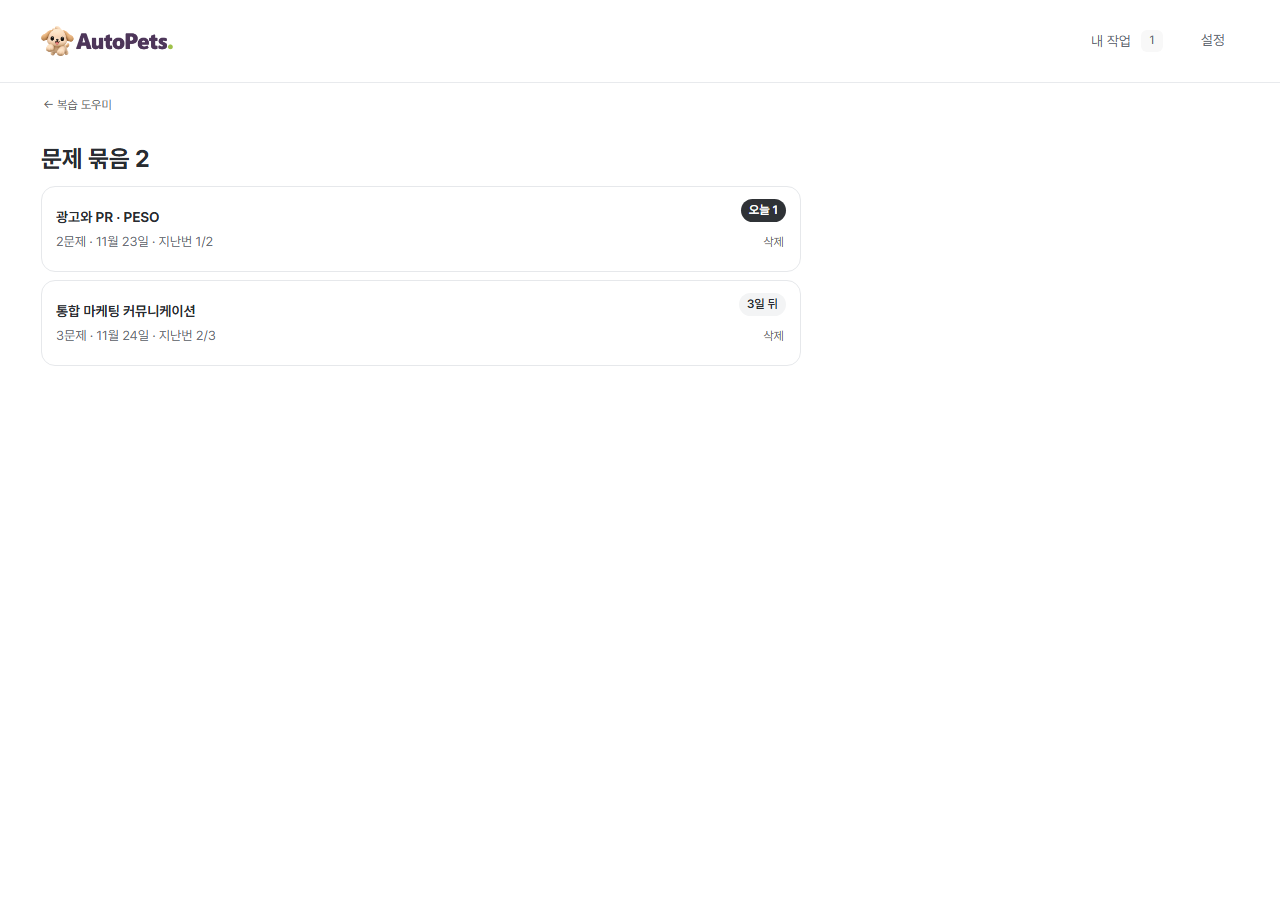 AutoPets.
내 작업 1 설정
← 복습 도우미
문제 묶음 2
광고와 PR · PESO
오늘 1
2문제 · 11월 23일 · 지난번 1/2
삭제
통합 마케팅 커뮤니케이션
3일 뒤
3문제 · 11월 24일 · 지난번 2/3
삭제